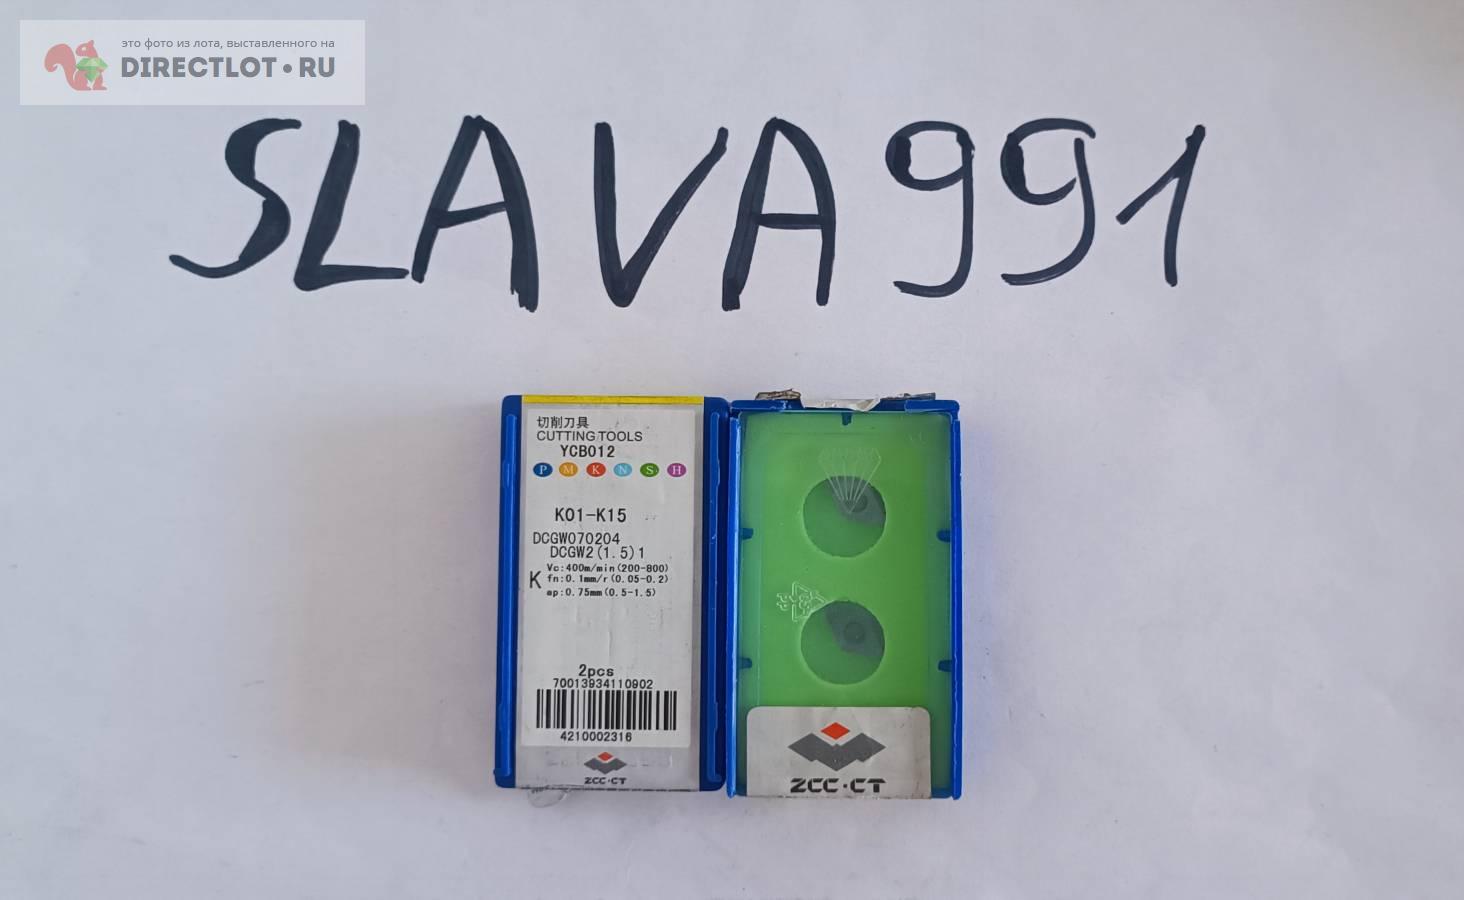 это фото из лота, выставленного на
DIRECTLOT•RU
SLAVA991
切削刀具
CUTTING TOOLS
YCB012
P M K N S H
K01-K15
DCGW070204
DCGW2(1.5)1
K
Vc:400m/min(200-800)
fn:0.1mm/r(0.05-0.2)
ap:0.75mm(0.5-1.5)
2pcs
70013934110902
4210002316
ZCC·CT
ZCC·CT